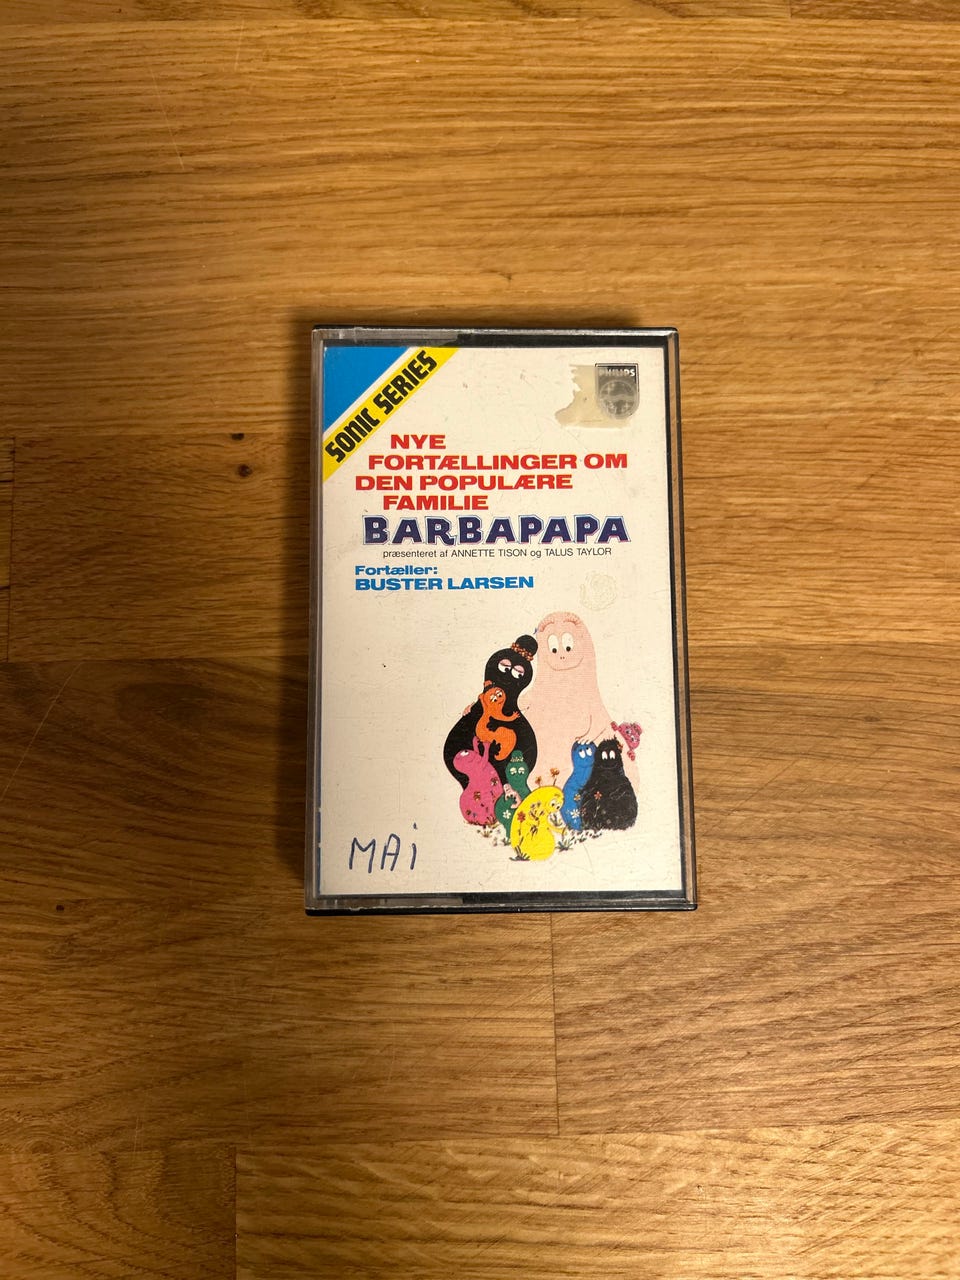 SONIC SERIES
PHILIPS
NYE
FORTÆLLINGER OM
DEN POPULÆRE
FAMILIE
BARBAPAPA
præsenteret af ANNETTE TISON og TALUS TAYLOR
Fortæller:
BUSTER LARSEN
MAi